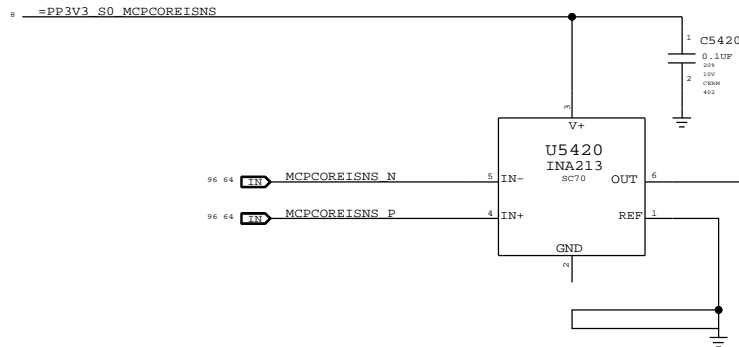 8 =PP3V3_S0_MCPCOREISNS
1 C5420
0.1UF
20%
10V
2 CERM
402
3
V+
U5420
INA213
SC70
96 64 IN MCPCOREISNS_N 5 IN- OUT 6
96 64 IN MCPCOREISNS_P 4 IN+ REF 1
GND
2